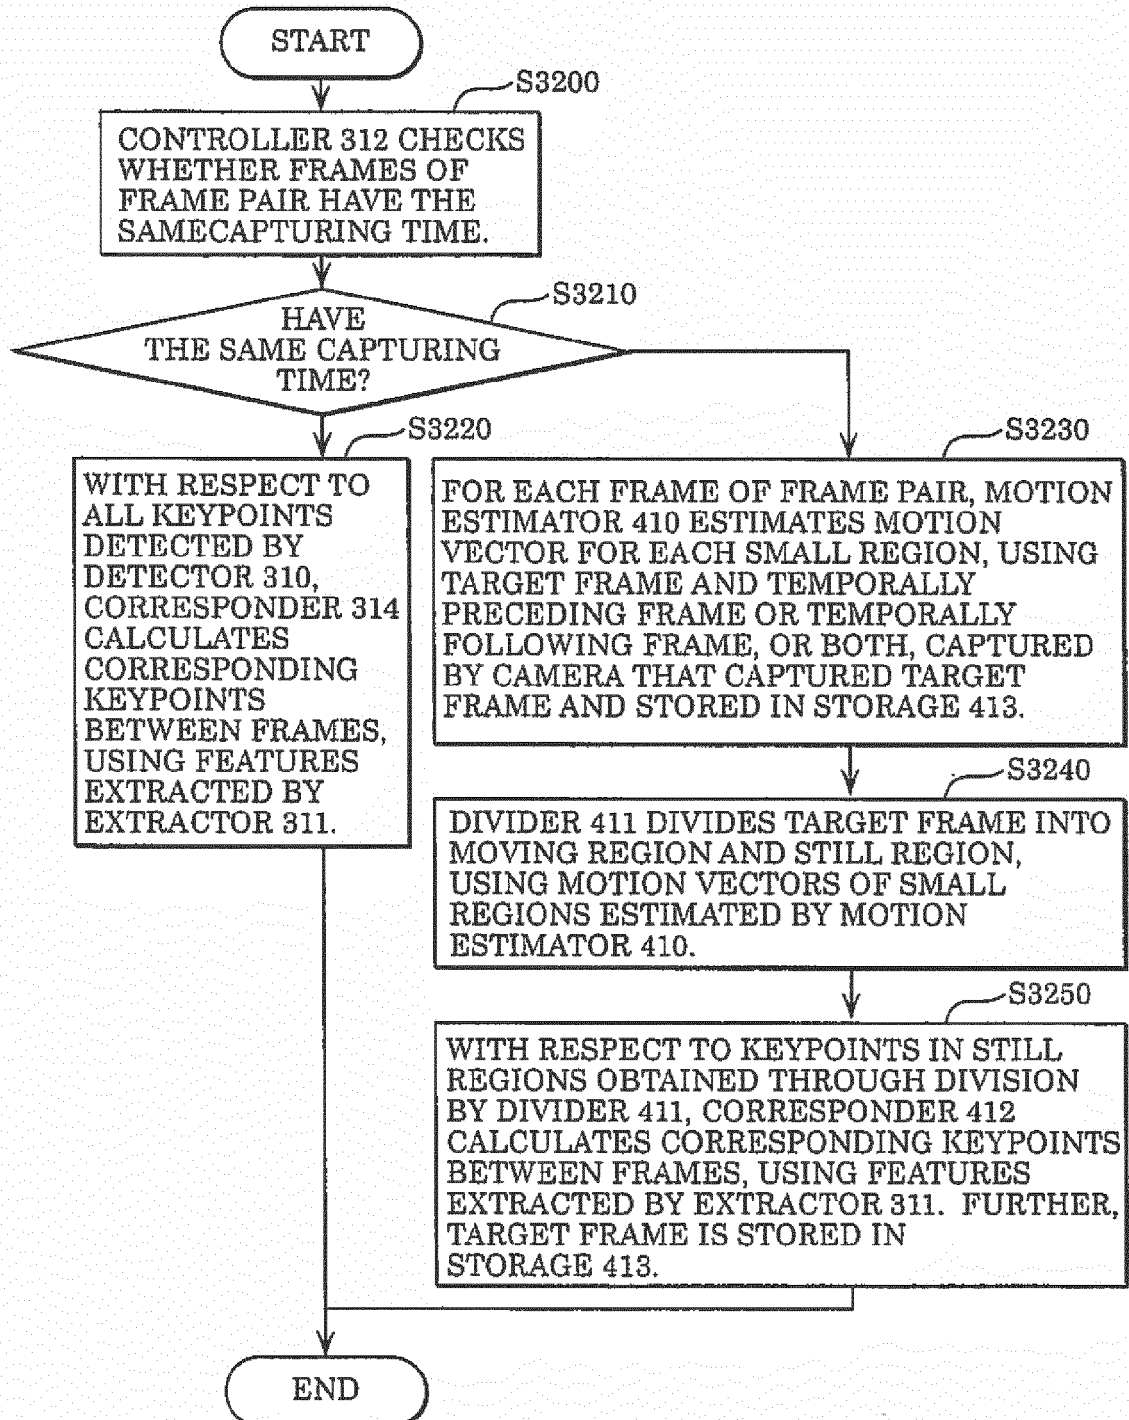 START
S3200
CONTROLLER 312 CHECKS
WHETHER FRAMES OF
FRAME PAIR HAVE THE
SAMECAPTURING TIME.
S3210
HAVE
THE SAME CAPTURING
TIME?
S3220
WITH RESPECT TO
ALL KEYPOINTS
DETECTED BY
DETECTOR 310,
CORRESPONDER 314
CALCULATES
CORRESPONDING
KEYPOINTS
BETWEEN FRAMES,
USING FEATURES
EXTRACTED BY
EXTRACTOR 311.
S3230
FOR EACH FRAME OF FRAME PAIR, MOTION
ESTIMATOR 410 ESTIMATES MOTION
VECTOR FOR EACH SMALL REGION, USING
TARGET FRAME AND TEMPORALLY
PRECEDING FRAME OR TEMPORALLY
FOLLOWING FRAME, OR BOTH, CAPTURED
BY CAMERA THAT CAPTURED TARGET
FRAME AND STORED IN STORAGE 413.
S3240
DIVIDER 411 DIVIDES TARGET FRAME INTO
MOVING REGION AND STILL REGION,
USING MOTION VECTORS OF SMALL
REGIONS ESTIMATED BY MOTION
ESTIMATOR 410.
S3250
WITH RESPECT TO KEYPOINTS IN STILL
REGIONS OBTAINED THROUGH DIVISION
BY DIVIDER 411, CORRESPONDER 412
CALCULATES CORRESPONDING KEYPOINTS
BETWEEN FRAMES, USING FEATURES
EXTRACTED BY EXTRACTOR 311. FURTHER,
TARGET FRAME IS STORED IN
STORAGE 413.
END